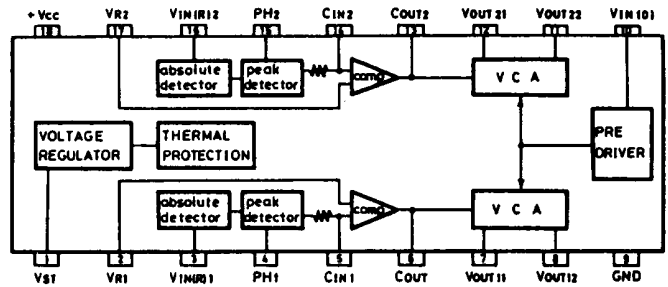 +Vcc VR2 VIN(R)2 PH2 CIN2 COUT2 VOUT21 VOUT22 VIN(O)
18 17 16 15 14 13 12 11 10
absolute detector
peak detector
comp
V C A
VOLTAGE REGULATOR
THERMAL PROTECTION
PRE DRIVER
absolute detector
peak detector
comp
V C A
1 2 3 4 5 6 7 8 9
VST VR1 VIN(R)1 PH1 CIN1 COUT VOUT11 VOUT12 GND